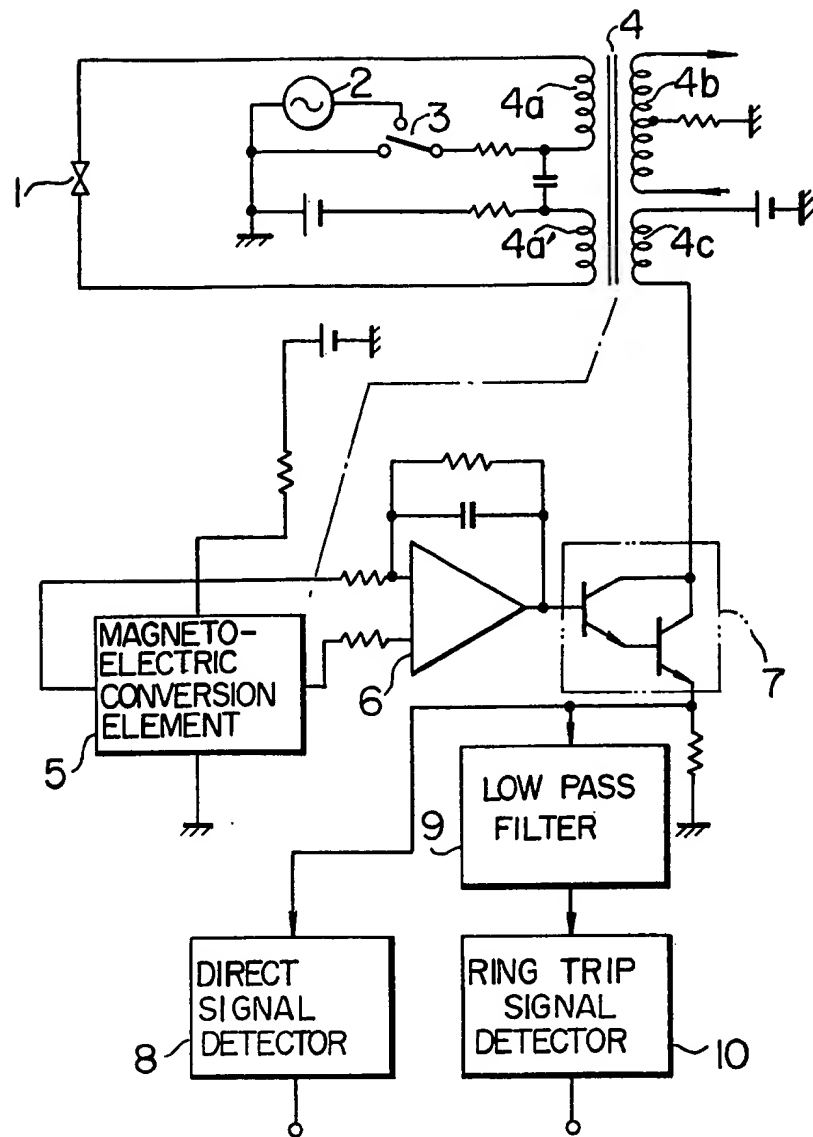 4
2
4a
4b
3
1
4a'
4c
MAGNETO-
ELECTRIC
CONVERSION
ELEMENT
6
7
5
LOW PASS
FILTER
9
DIRECT
SIGNAL
DETECTOR
RING TRIP
SIGNAL
DETECTOR
8
10